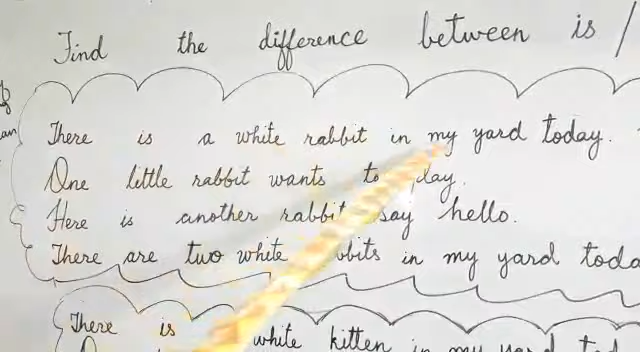 Find the difference between is /
There is a white rabbit in my yard today.
One little rabbit wants to play.
Here is another rabbit say hello.
There are two white bbits in my yard toda
There is white kitten in my yard